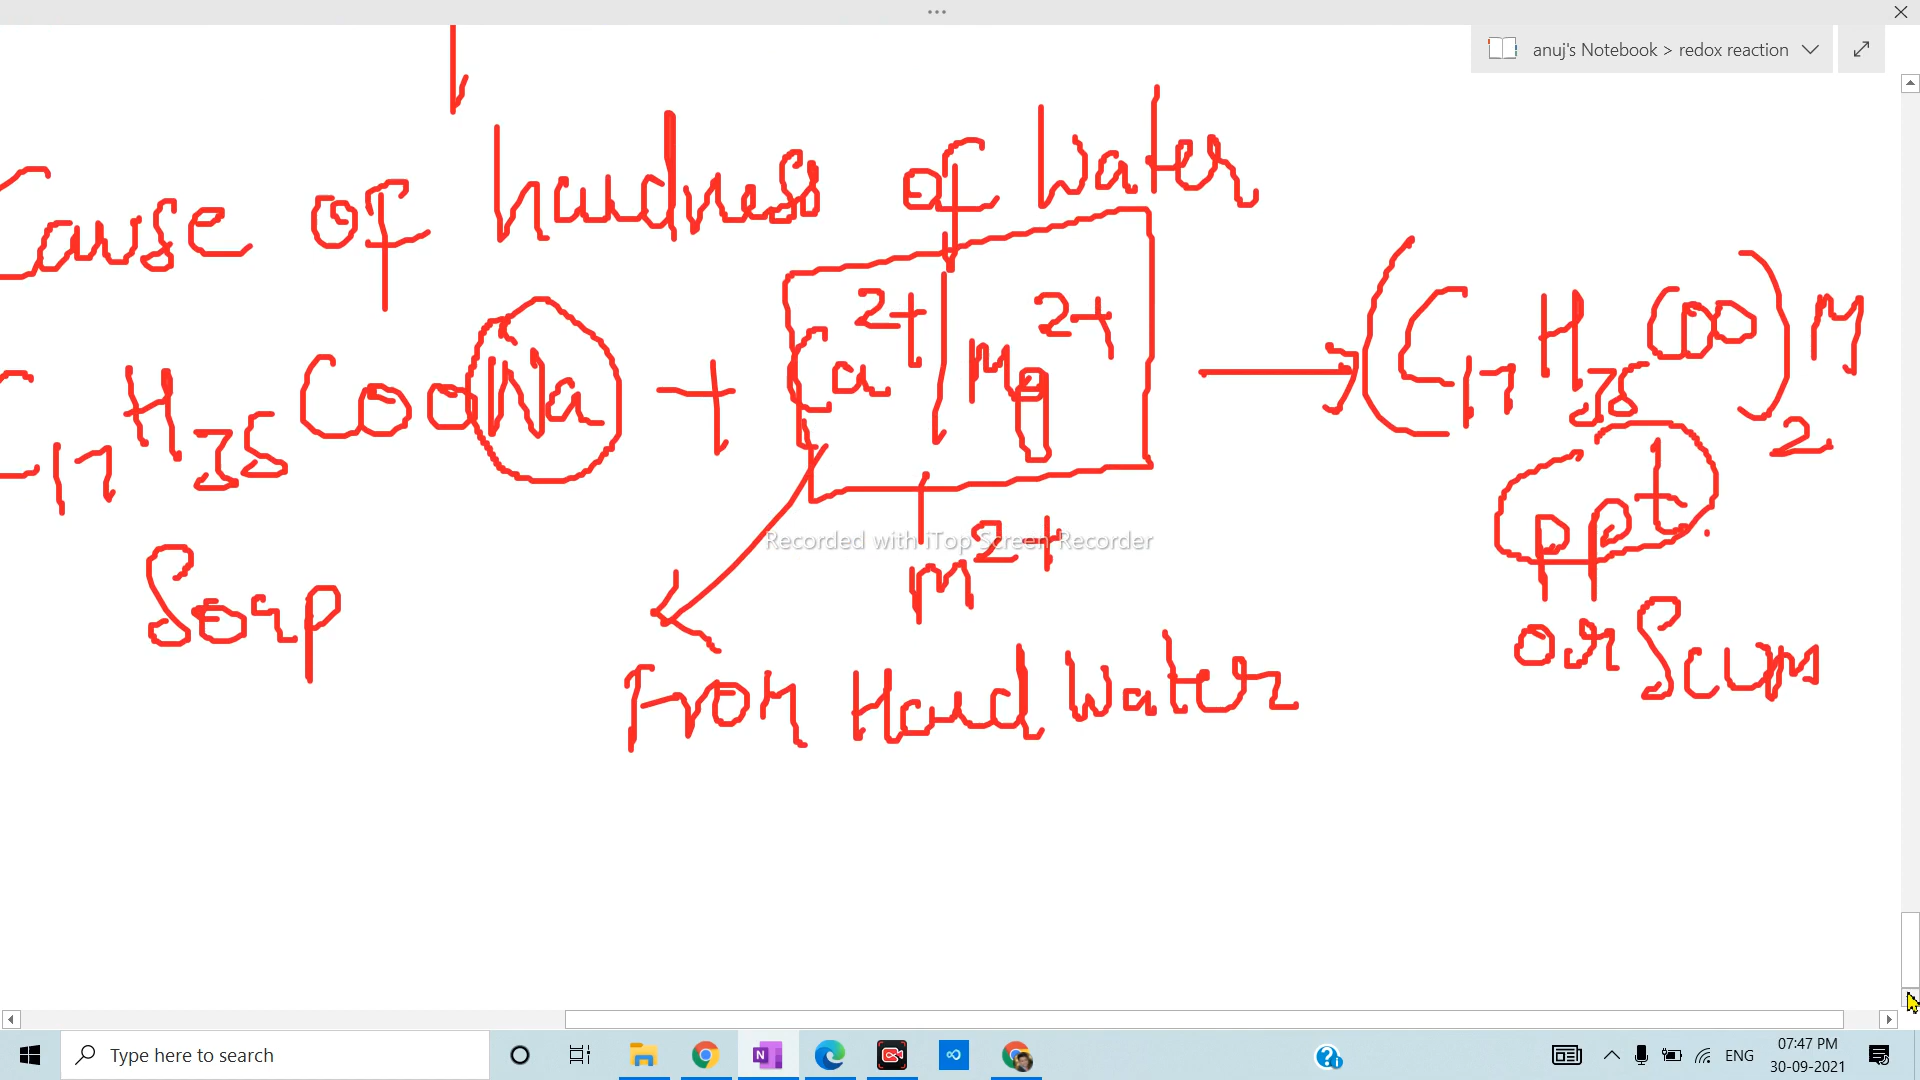 anuj's Notebook > redox reaction
Cause of hardness of Water
C17H35COONa + Ca2+ | Mg2+ → (C17H35COO)2M
ppt.
M2+
Soap
or Scum
From Hard Water
Recorded with iTop Screen Recorder
Type here to search
ENG
07:47 PM
30-09-2021